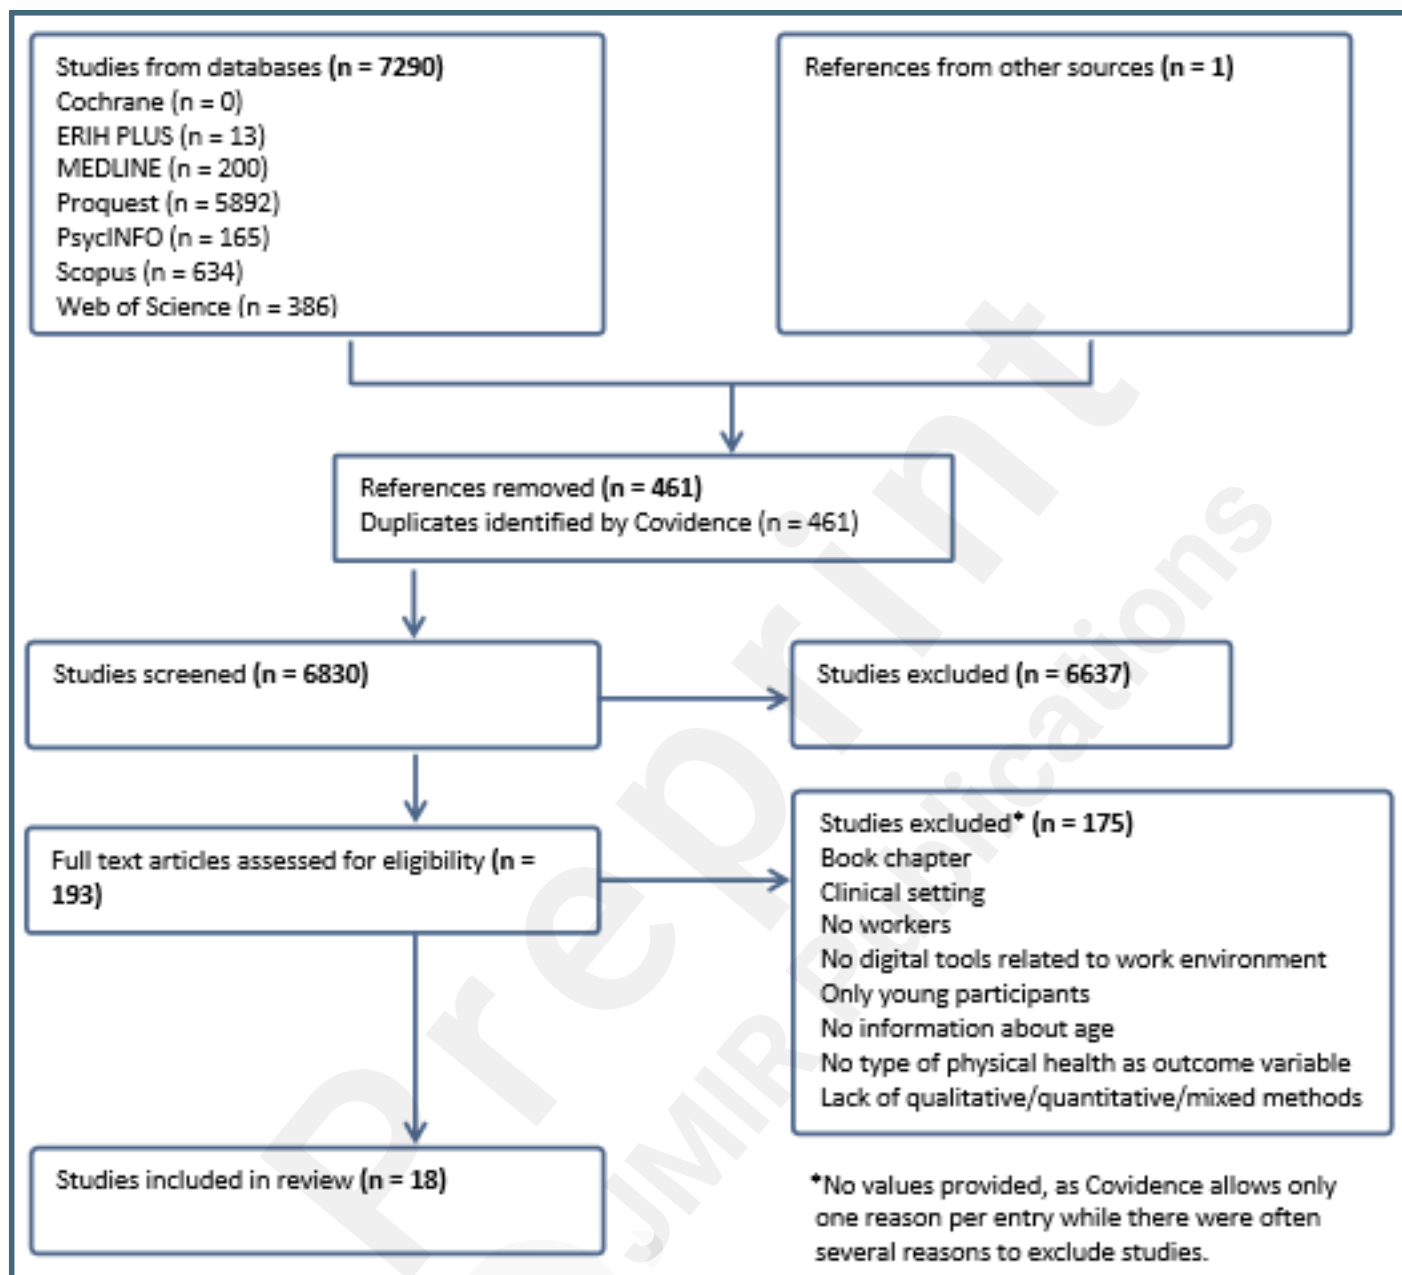 Studies from databases (n = 7290)
Cochrane (n = 0)
ERIH PLUS (n = 13)
MEDLINE (n = 200)
Proquest (n = 5892)
PsycINFO (n = 165)
Scopus (n = 634)
Web of Science (n = 386)
References from other sources (n = 1)
References removed (n = 461)
Duplicates identified by Covidence (n = 461)
Studies screened (n = 6830)
Studies excluded (n = 6637)
Full text articles assessed for eligibility (n =
193)
Studies excluded* (n = 175)
Book chapter
Clinical setting
No workers
No digital tools related to work environment
Only young participants
No information about age
No type of physical health as outcome variable
Lack of qualitative/quantitative/mixed methods
Studies included in review (n = 18)
*No values provided, as Covidence allows only
one reason per entry while there were often
several reasons to exclude studies.
Preprint
JMIR Publications